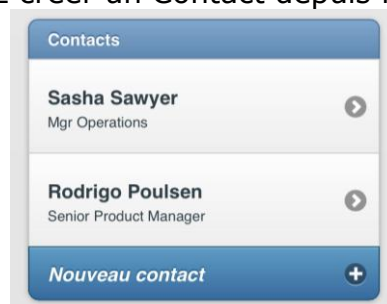 créer un Contact depuis
Contacts
Sasha Sawyer
Mgr Operations
Rodrigo Poulsen
Senior Product Manager
Nouveau contact